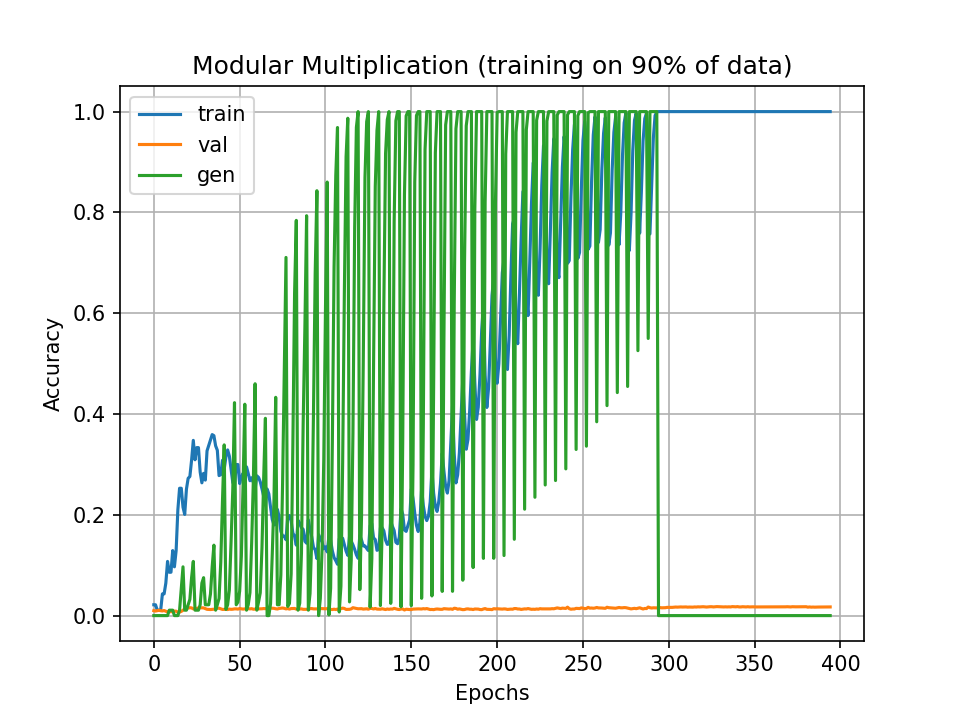 Modular Multiplication (training on 90% of data)
train
val
gen
Accuracy
1.0
0.8
0.6
0.4
0.2
0.0
0 50 100 150 200 250 300 350 400
Epochs